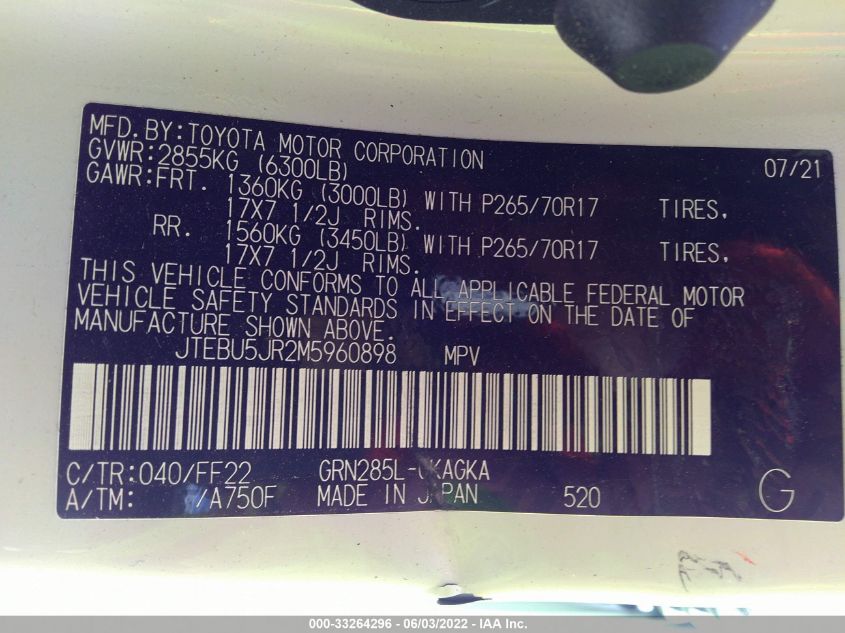 MFD. BY: TOYOTA MOTOR CORPORATION 07/21
GVWR: 2855KG (6300LB)
GAWR: FRT. 1360KG (3000LB) WITH P265/70R17 TIRES,
17X7 1/2J RIMS.
RR. 1560KG (3450LB) WITH P265/70R17 TIRES,
17X7 1/2J RIMS.
THIS VEHICLE CONFORMS TO ALL APPLICABLE FEDERAL MOTOR
VEHICLE SAFETY STANDARDS IN EFFECT ON THE DATE OF
MANUFACTURE SHOWN ABOVE.
JTEBU5JR2M5960898 MPV
C/TR: 040/FF22 GRN285L- KAGKA
A/TM: /A750F MADE IN JAPAN 520 G
000-33264296 - 06/03/2022 - IAA Inc.